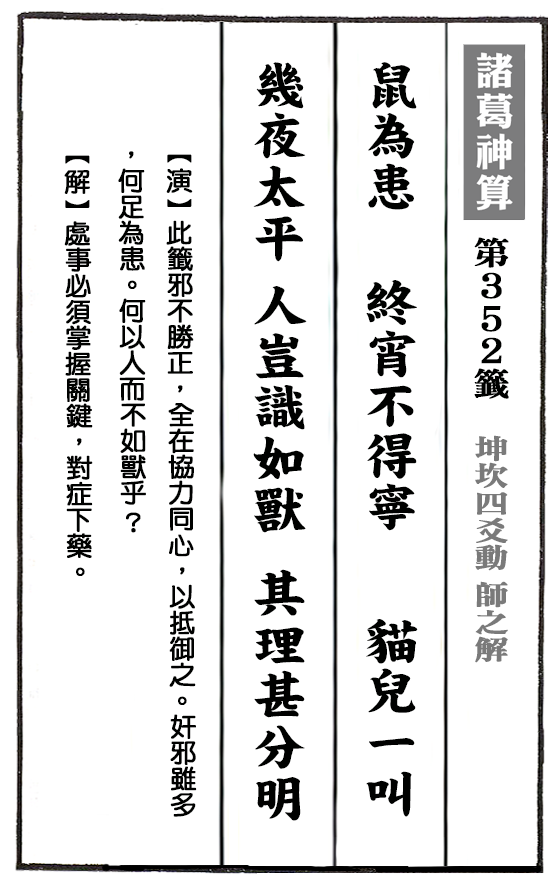 諸葛神算 第352籤 坤坎四爻動 師之解
鼠為患 終宵不得寧 貓兒一叫
幾夜太平 人豈識如獸 其理甚分明
【演】此籤邪不勝正，全在協力同心，以抵御之。奸邪雖多
，何足為患。何以人而不如獸乎？
【解】處事必須掌握關鍵，對症下藥。